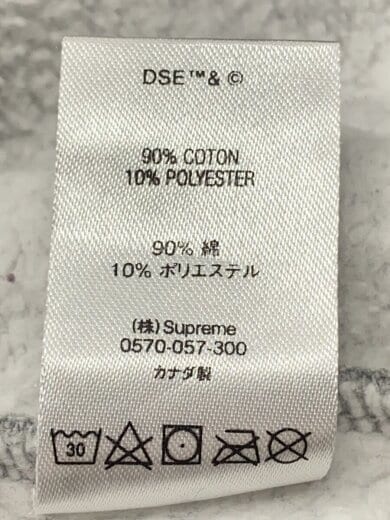 DSE™& ©
90% COTON
10% POLYESTER
90% 綿
10% ポリエステル
(株) Supreme
0570-057-300
カナダ製
30